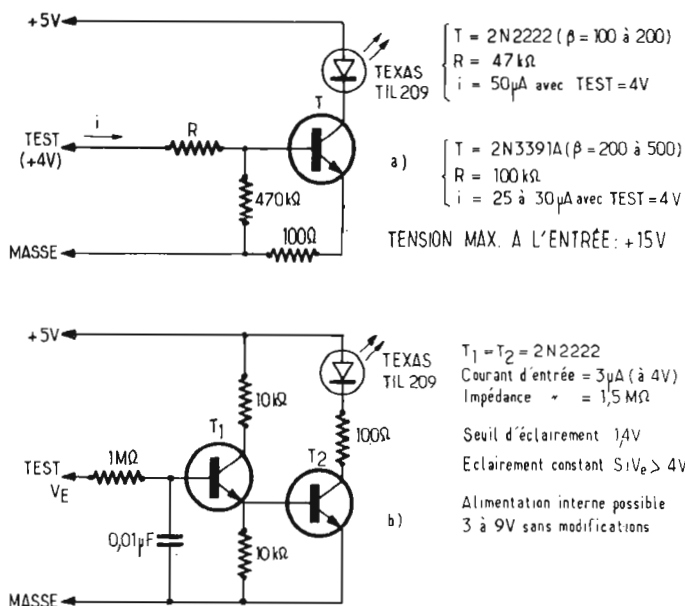 +5V
TEXAS
TIL 209
T
i
R
TEST
(+4V)
470kΩ
100Ω
MASSE
T = 2N2222 (β = 100 à 200)
R = 47kΩ
i = 50µA avec TEST = 4V
a)
T = 2N3391A (β = 200 à 500)
R = 100kΩ
i = 25 à 30µA avec TEST = 4V
TENSION MAX. A L'ENTRÉE : +15V
+5V
TEXAS
TIL 209
10kΩ
100Ω
T1
T2
1MΩ
TEST
VE
0,01µF
10kΩ
MASSE
b)
T1 = T2 = 2N2222
Courant d'entrée = 3µA (à 4V)
Impédance " = 1,5 MΩ
Seuil d'éclairement 1,4V
Eclairement constant Si Ve > 4V
Alimentation interne possible
3 à 9V sans modifications